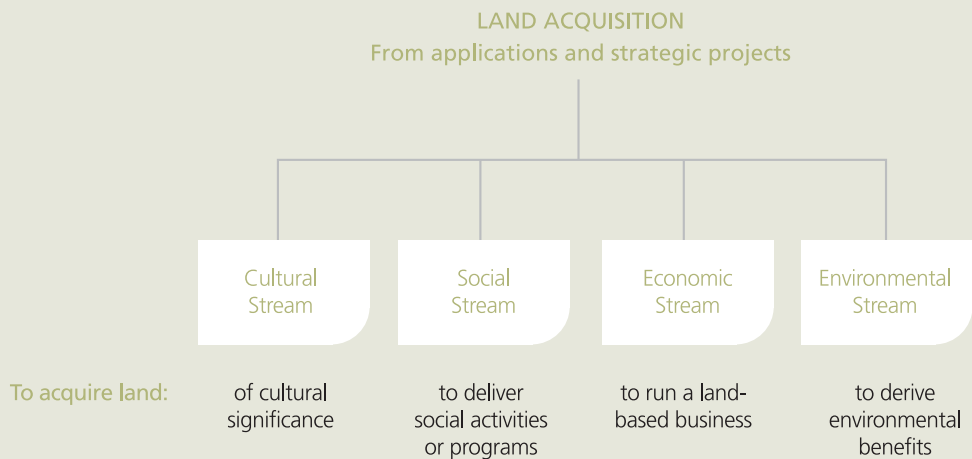 LAND ACQUISITION
From applications and strategic projects
Cultural
Stream
Social
Stream
Economic
Stream
Environmental
Stream
To acquire land:
of cultural
significance
to deliver
social activities
or programs
to run a land-
based business
to derive
environmental
benefits